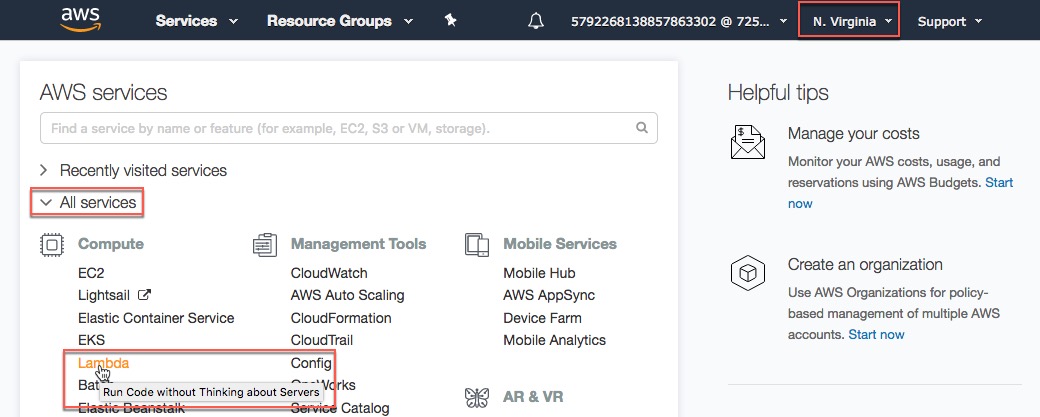 aws
Services
Resource Groups
5792268138857863302 @ 725...
N. Virginia
Support
AWS services
Find a service by name or feature (for example, EC2, S3 or VM, storage).
Recently visited services
All services
Compute
EC2
Lightsail
Elastic Container Service
EKS
Lambda
Run Code without Thinking about Servers
Elastic Beanstalk
Management Tools
CloudWatch
AWS Auto Scaling
CloudFormation
CloudTrail
Config
OpsWorks
Service Catalog
Mobile Services
Mobile Hub
AWS AppSync
Device Farm
Mobile Analytics
AR & VR
Helpful tips
Manage your costs
Monitor your AWS costs, usage, and
reservations using AWS Budgets. Start
now
Create an organization
Use AWS Organizations for policy-
based management of multiple AWS
accounts. Start now